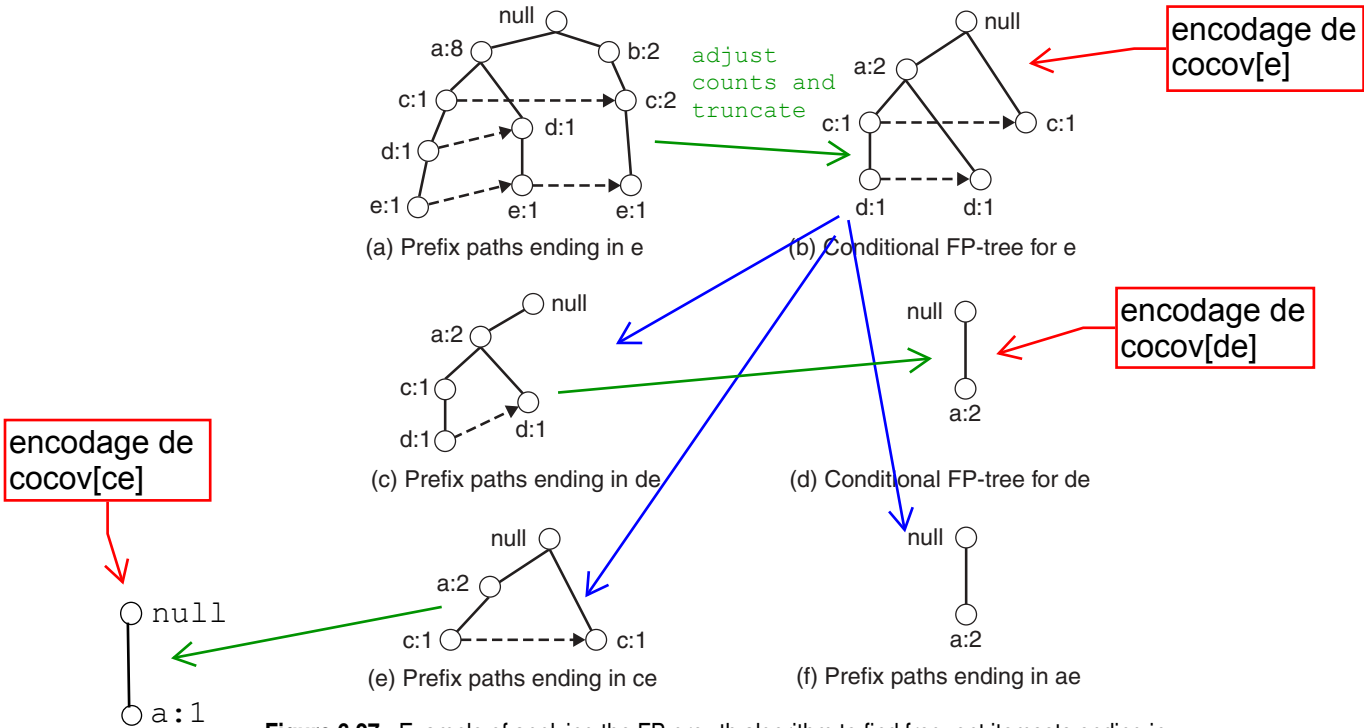 null
a:8
b:2
c:1
c:2
d:1
d:1
e:1
e:1
e:1
(a) Prefix paths ending in e
adjust
counts and
truncate
null
a:2
c:1
c:1
d:1
d:1
(b) Conditional FP-tree for e
encodage de
cocov[e]
null
a:2
c:1
d:1
d:1
(c) Prefix paths ending in de
null
a:2
(d) Conditional FP-tree for de
encodage de
cocov[de]
encodage de
cocov[ce]
null
a:1
null
a:2
c:1
c:1
(e) Prefix paths ending in ce
null
a:2
(f) Prefix paths ending in ae